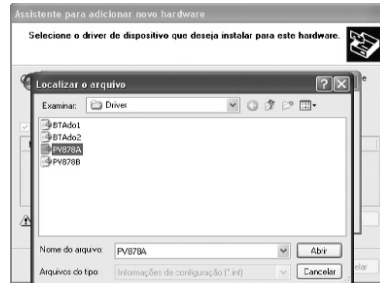 Assistente para adicionar novo hardware
Selecione o driver de dispositivo que deseja instalar para este hardware.
Localizar o arquivo
Examinar:
Driver
BTAdo1
BTAdo2
PV878A
PV878B
Nome do arquivo:
PV878A
Abrir
Arquivos do tipo:
Informações de configuração (*.inf)
Cancelar